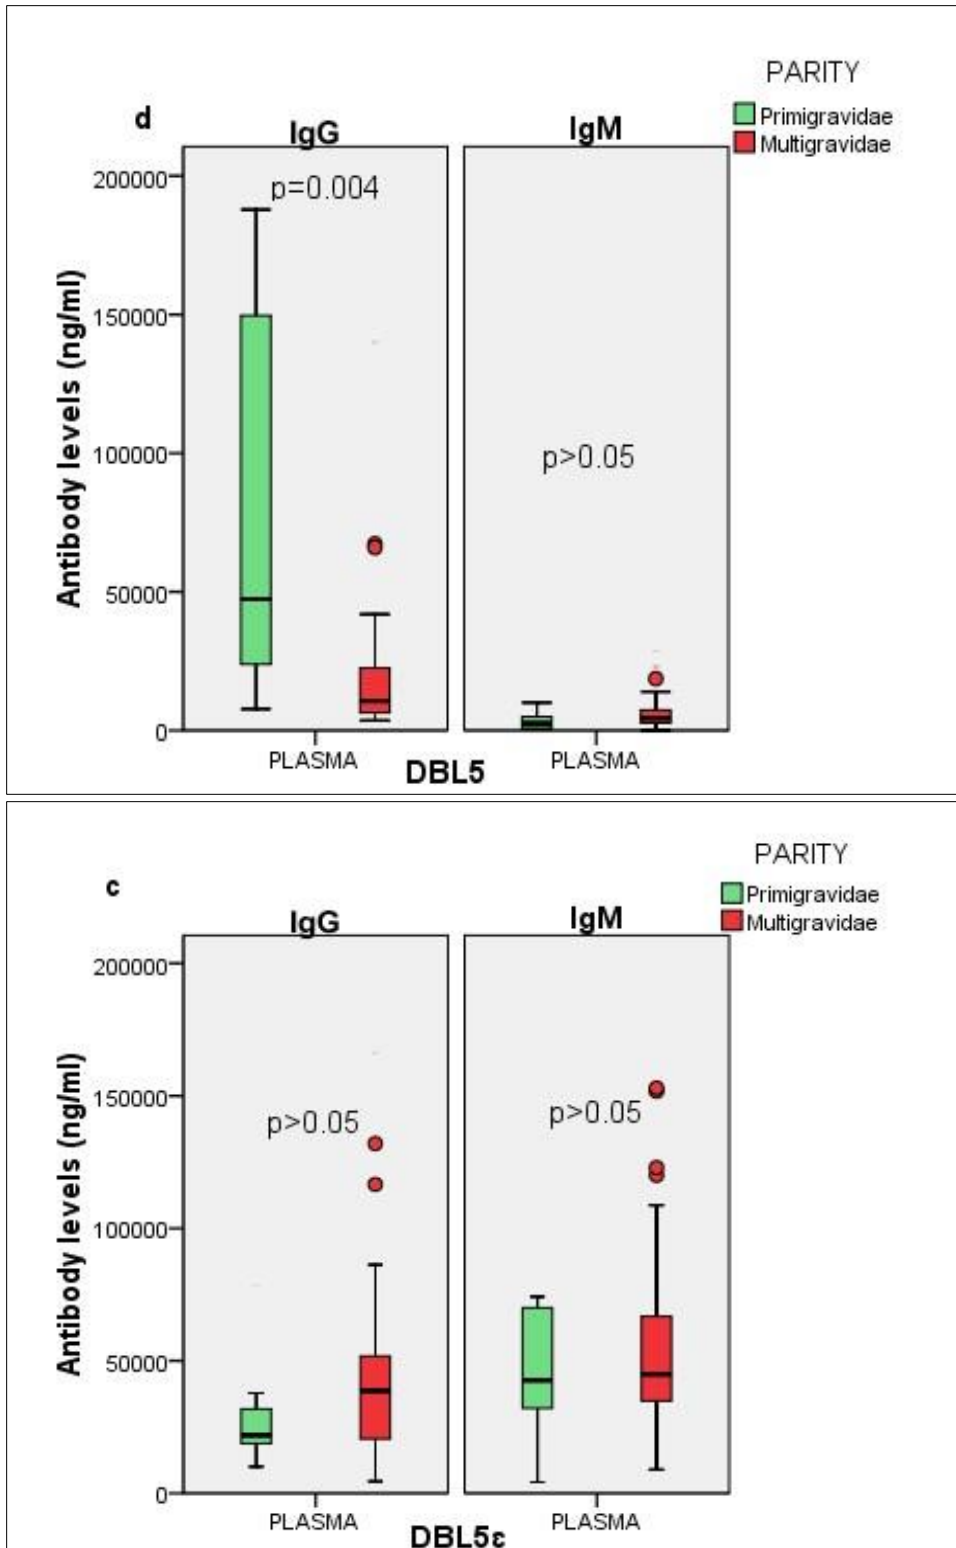 PARITY
Primigravidae
Multigravidae
d
IgG
IgM
p=0.004
p>0.05
Antibody levels (ng/ml)
200000
150000
100000
50000
0
PLASMA
PLASMA
DBL5
PARITY
Primigravidae
Multigravidae
c
IgG
IgM
p>0.05
p>0.05
Antibody levels (ng/ml)
200000
150000
100000
50000
0
PLASMA
PLASMA
DBL5ε